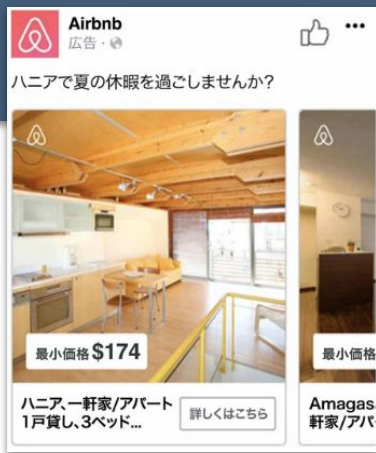 Airbnb
広告・
ハニアで夏の休暇を過ごしませんか?
最小価格 $174
最小価格
ハニア、一軒家/アパート
1戸貸し、3ベッド...
詳しくはこちら
Amagas
軒家/アパ